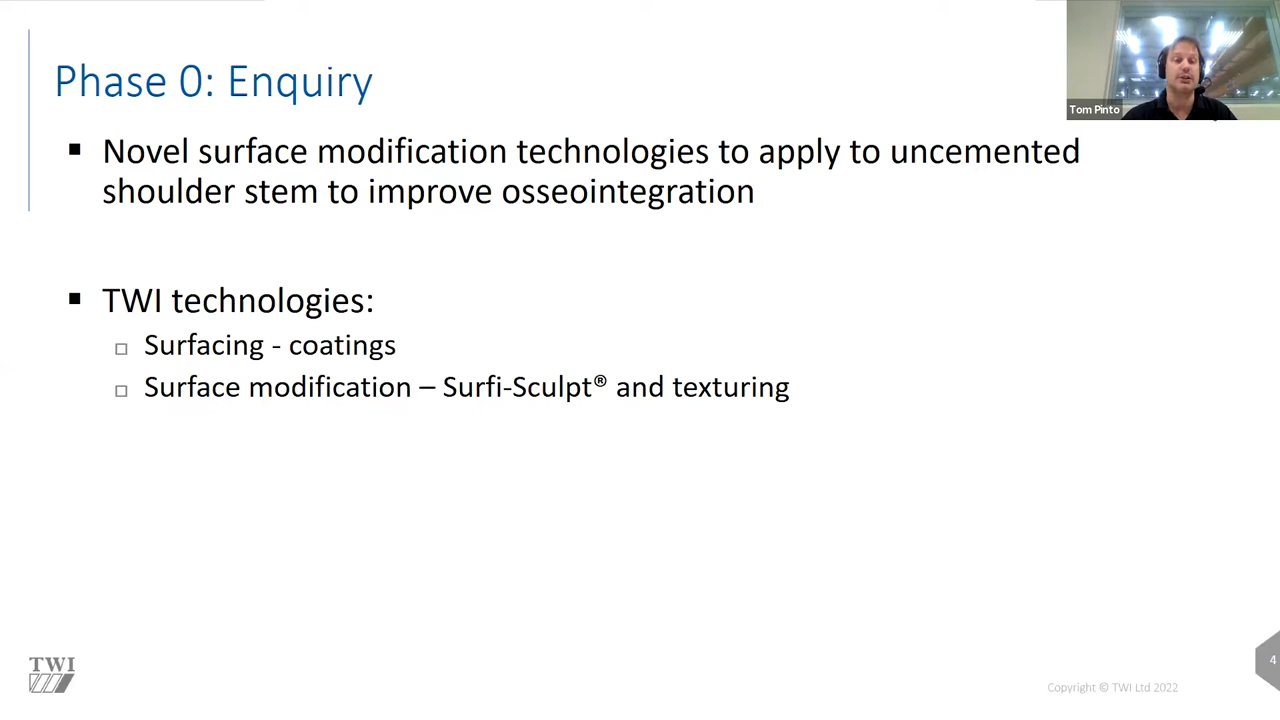 Phase 0: Enquiry
Tom Pinto
▪ Novel surface modification technologies to apply to uncemented
shoulder stem to improve osseointegration
▪ TWI technologies:
□ Surfacing - coatings
□ Surface modification – Surfi-Sculpt® and texturing
TWI
Copyright © TWI Ltd 2022
4